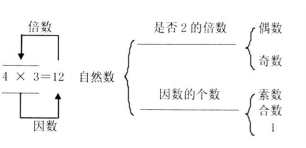 倍数
4 × 3=12
因数
自然数
是否2的倍数
偶数
奇数
因数的个数
素数
合数
1